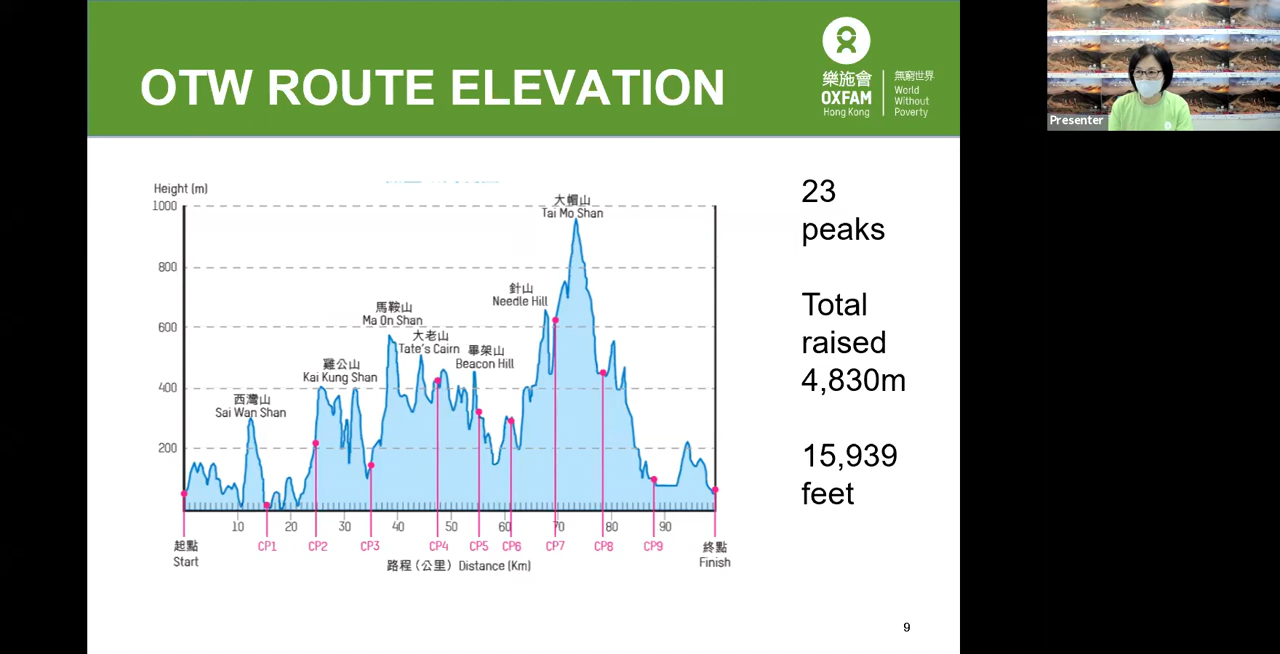 OTW ROUTE ELEVATION
樂施會
OXFAM
Hong Kong
無窮世界
World
Without
Poverty
Presenter
Height (m)
1000
800
600
400
200
西灣山
Sai Wan Shan
雞公山
Kai Kung Shan
馬鞍山
Ma On Shan
大老山
Tate's Cairn
畢架山
Beacon Hill
針山
Needle Hill
大帽山
Tai Mo Shan
10 20 30 40 50 60 70 80 90
起點
Start
CP1 CP2 CP3 CP4 CP5 CP6 CP7 CP8 CP9
終點
Finish
路程（公里）Distance (Km)
23
peaks
Total
raised
4,830m
15,939
feet
9